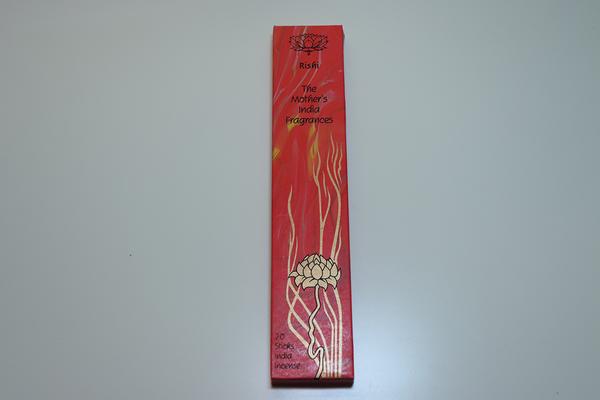 Rishi
The
Mother's
India
Fragrances
20
Sticks
India
Incense